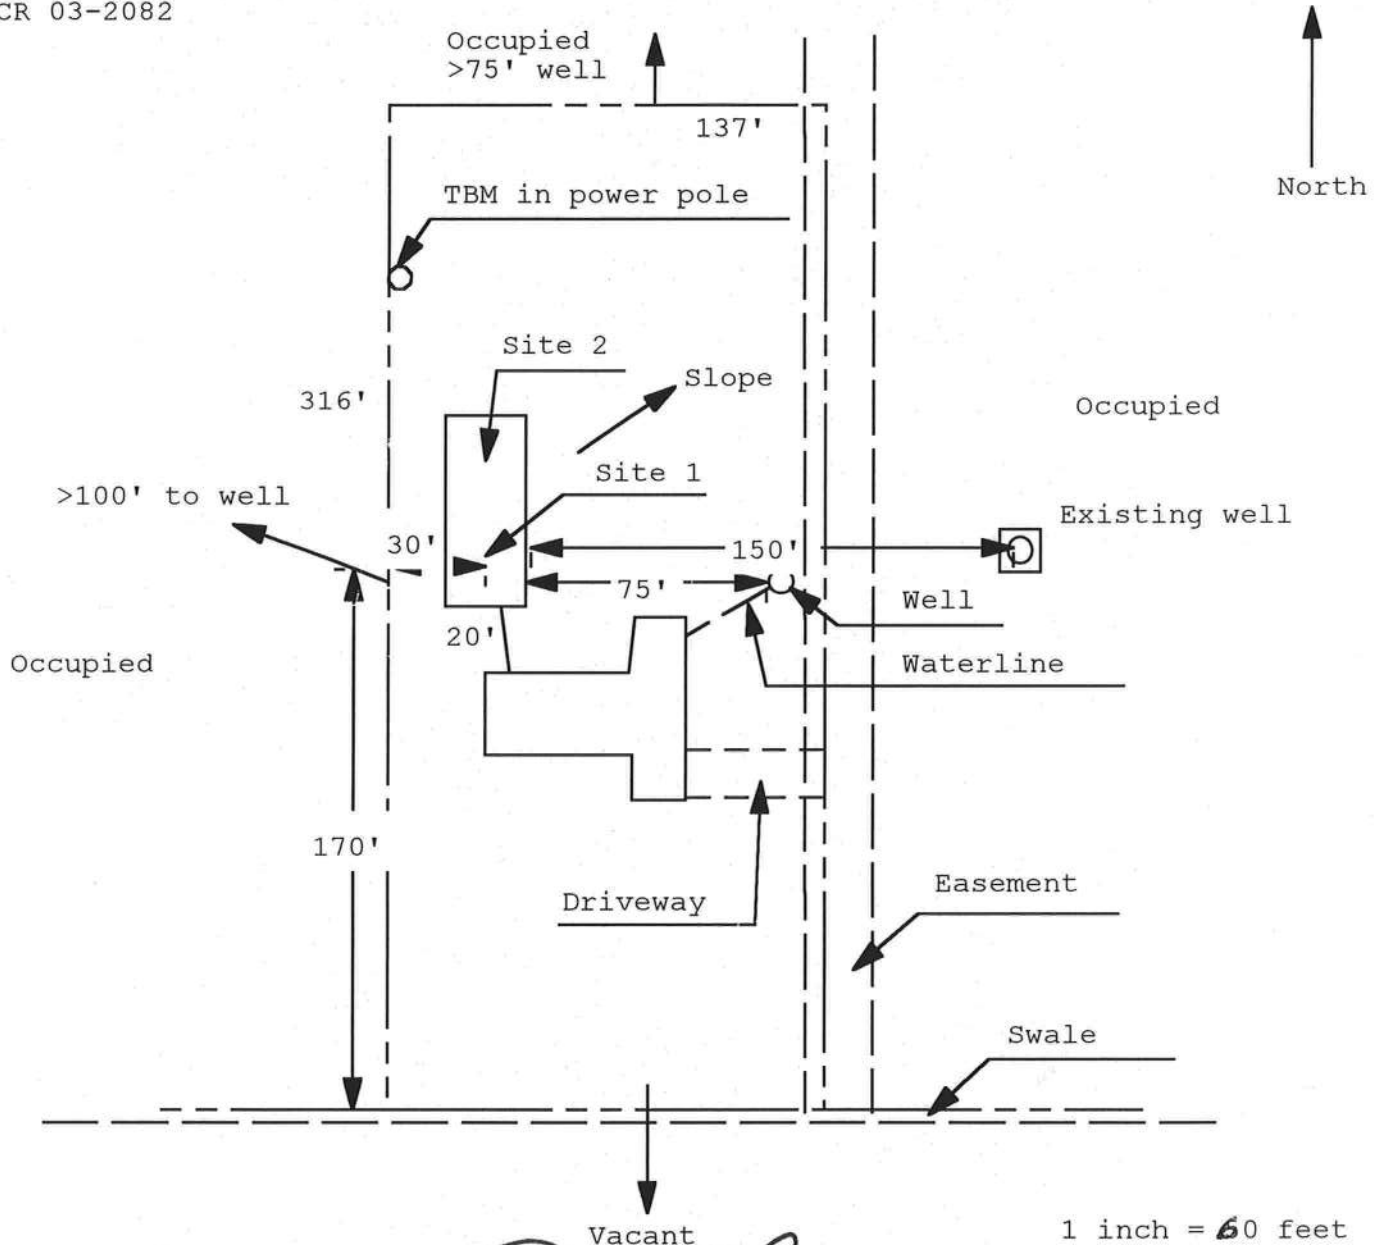 CR 03-2082
Occupied
>75' well
137'
North
TBM in power pole
Site 2
Slope
316'
Occupied
Site 1
>100' to well
Existing well
30'
150'
75'
Well
20'
Occupied
Waterline
170'
Driveway
Easement
Swale
Vacant
1 inch = 60 feet